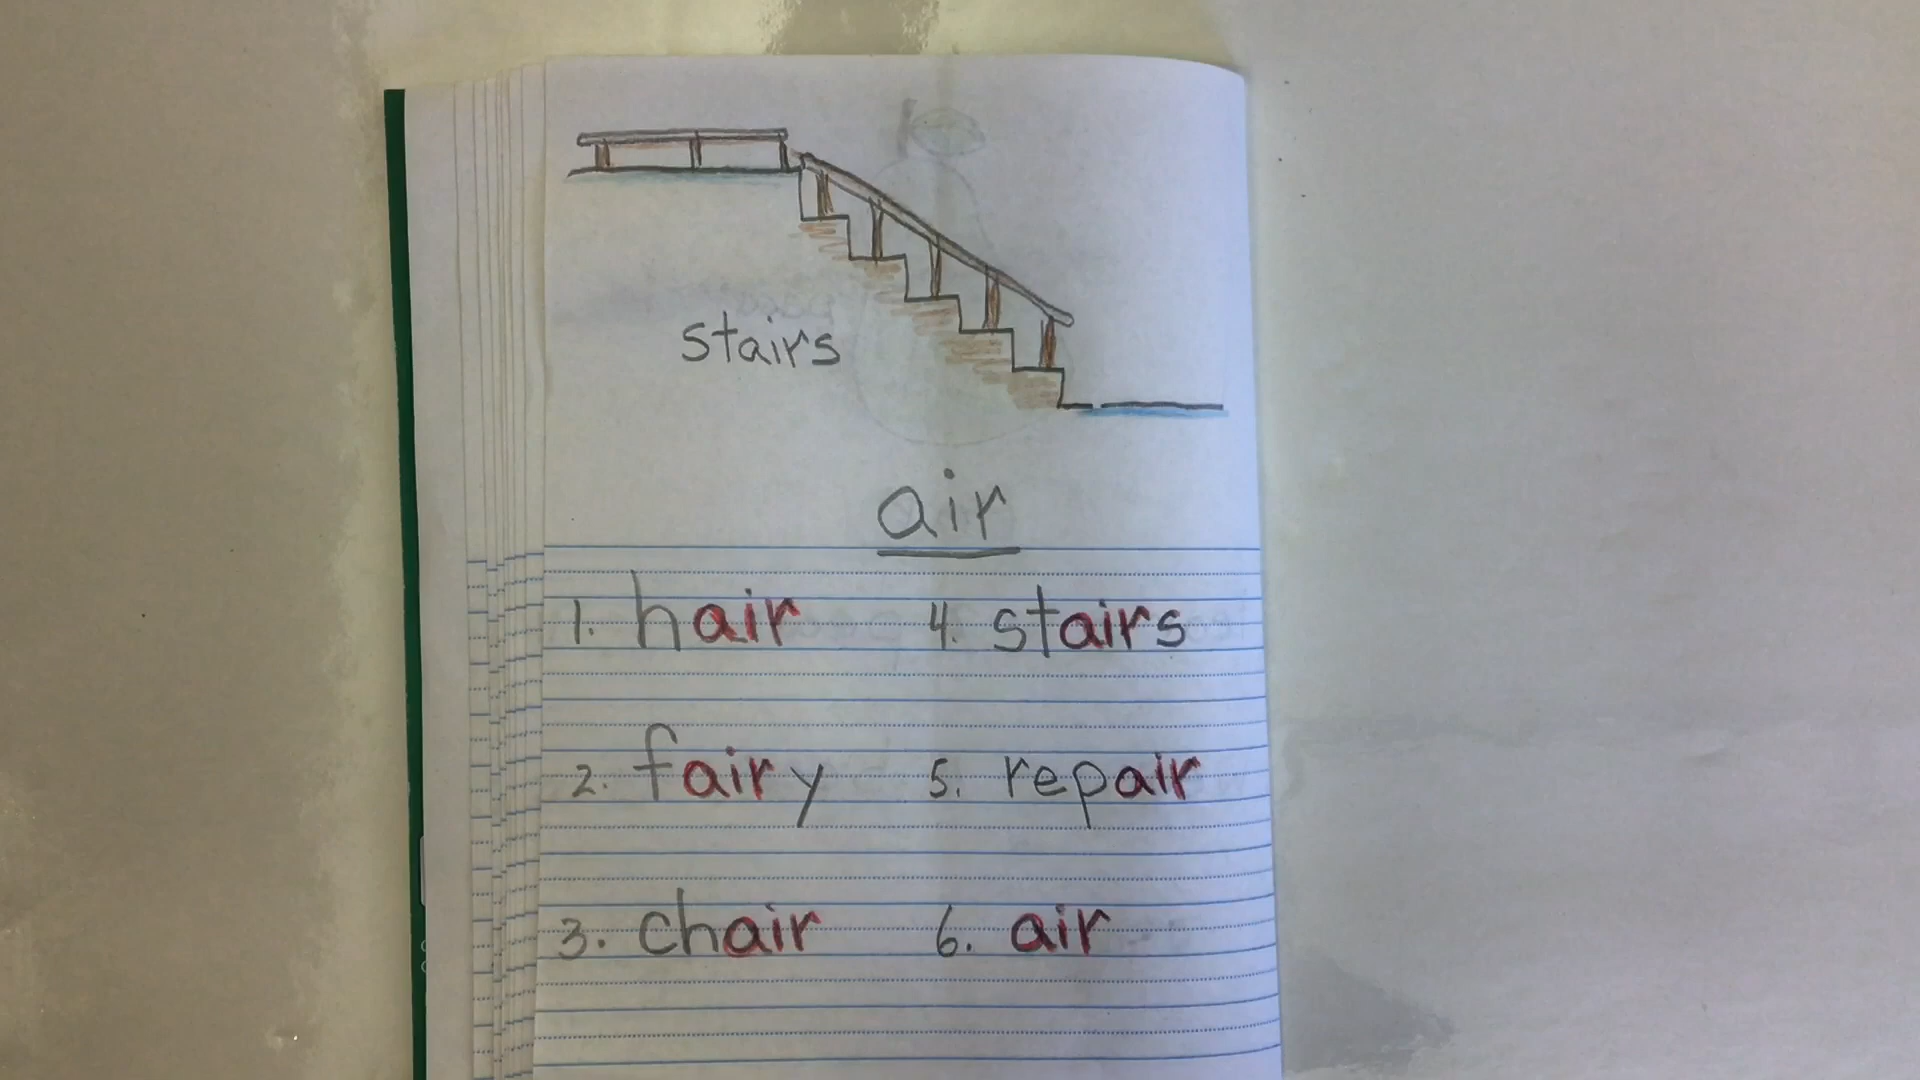 stairs
air
1. hair 4. stairs
2. fairy 5. repair
3. chair 6. air